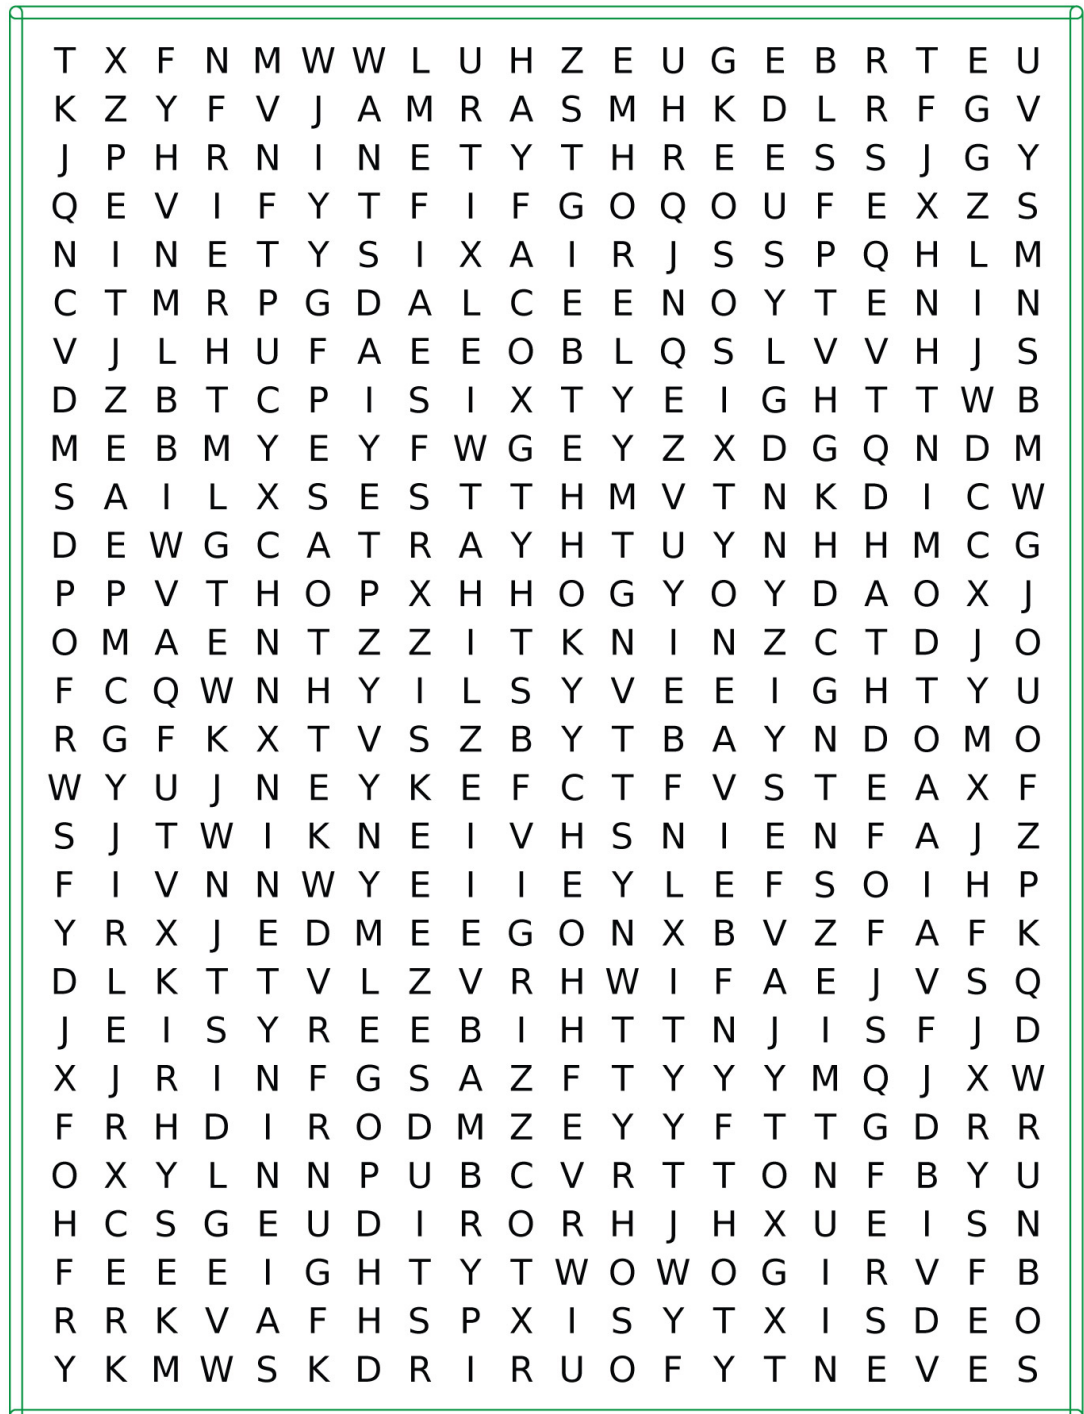 T X F N M W W L U H Z E U G E B R T E U
K Z Y F V J A M R A S M H K D L R F G V
J P H R N I N E T Y T H R E E S S J G Y
Q E V I F Y T F I F G O Q O U F E X Z S
N I N E T Y S I X A I R J S S P Q H L M
C T M R P G D A L C E E N O Y T E N I N
V J L H U F A E E O B L Q S L V V H J S
D Z B T C P I S I X T Y E I G H T T W B
M E B M Y E Y F W G E Y Z X D G Q N D M
S A I L X S E S T T H M V T N K D I C W
D E W G C A T R A Y H T U Y N H H M C G
P P V T H O P X H H O G Y O Y D A O X J
O M A E N T Z Z I T K N I N Z C T D J O
F C Q W N H Y I L S Y V E E I G H T Y U
R G F K X T V S Z B Y T B A Y N D O M O
W Y U J N E Y K E F C T F V S T E A X F
S J T W I K N E I V H S N I E N F A J Z
F I V N N W Y E I I E Y L E F S O I H P
Y R X J E D M E E G O N X B V Z F A F K
D L K T T V L Z V R H W I F A E J V S Q
J E I S Y R E E B I H T T N J I S F J D
X J R I N F G S A Z F T Y Y Y M Q J X W
F R H D I R O D M Z E Y Y F T T G D R R
O X Y L N N P U B C V R T T O N F B Y U
H C S G E U D I R O R H J H X U E I S N
F E E E I G H T Y T W O W O G I R V F B
R R K V A F H S P X I S Y T X I S D E O
Y K M W S K D R I R U O F Y T N E V E S